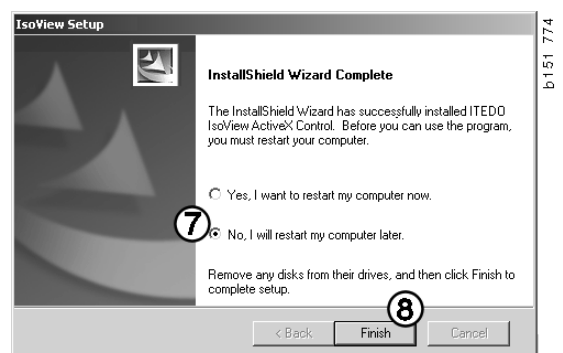 IsoView Setup
InstallShield Wizard Complete
The InstallShield Wizard has successfully installed ITEDO
IsoView ActiveX Control. Before you can use the program,
you must restart your computer.
Yes, I want to restart my computer now.
7
No, I will restart my computer later.
Remove any disks from their drives, and then click Finish to
complete setup.
8
< Back
Finish
Cancel
b151 774